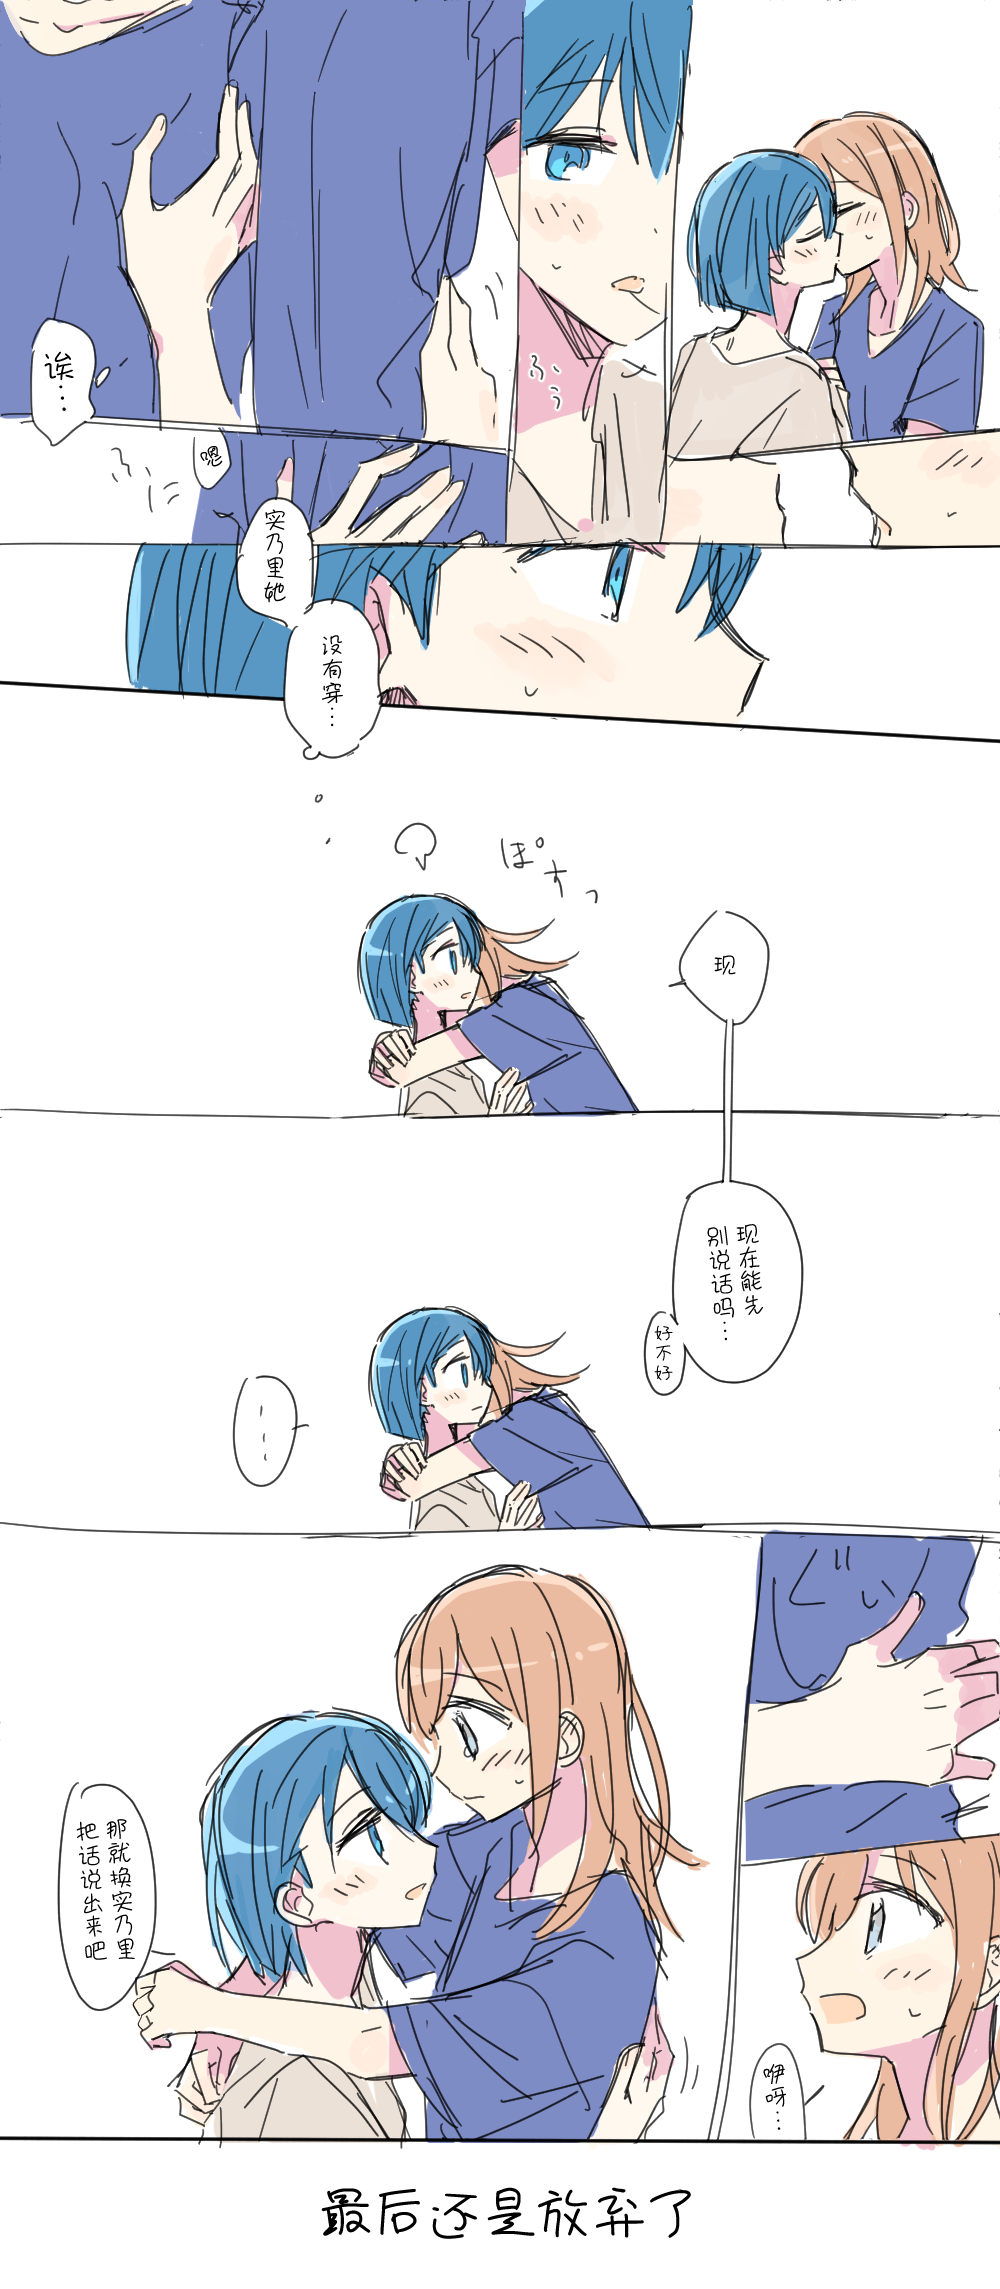 诶…
ふぅ
嗯
ふに
实乃里她
没有穿…
ぽすっ
现
现在能先
别说话吗…
好不好
…
ぐい
那就换实乃里
把话说出来吧
咿呀…
最后还是放弃了